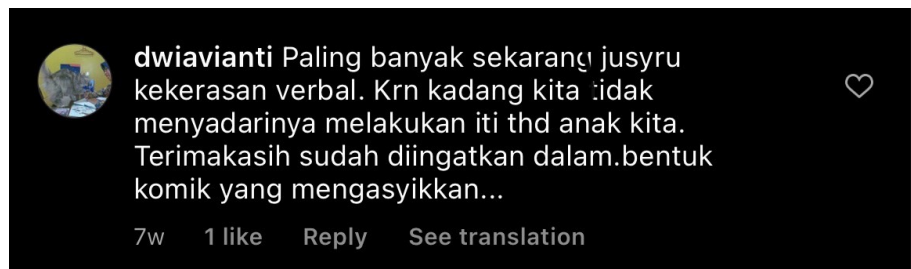 dwiavianti Paling banyak sekarang jusyru
kekerasan verbal. Krn kadang kita tidak
menyadarinya melakukan iti thd anak kita.
Terimakasih sudah diingatkan dalam.bentuk
komik yang mengasyikkan...
7w 1 like Reply See translation